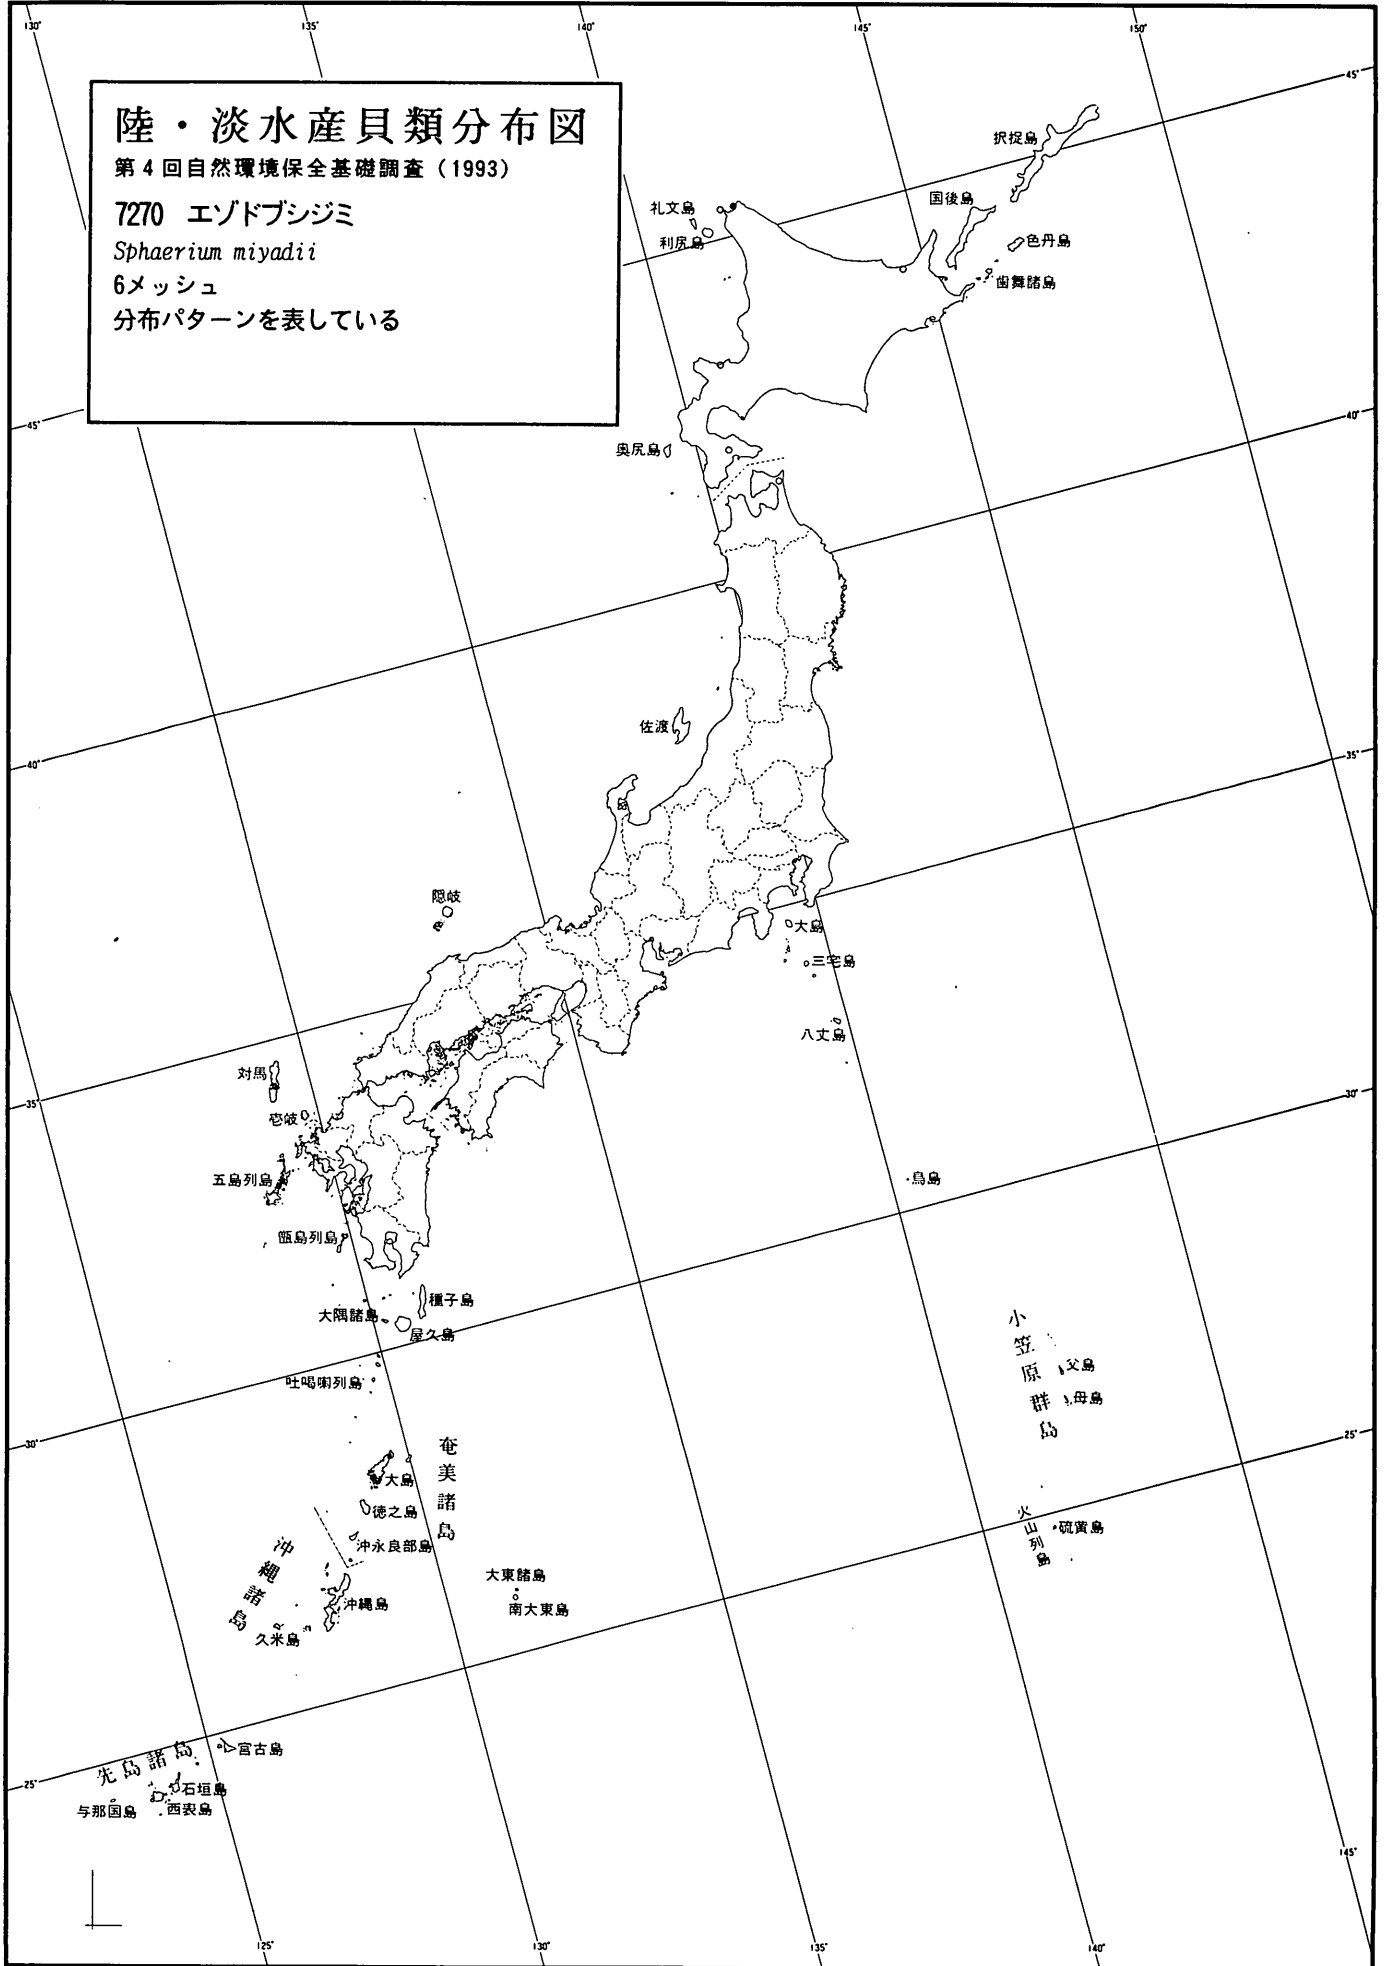 130°
135°
140°
145°
150°
45°
陸・淡水産貝類分布図
第4回自然環境保全基礎調査（1993）
7270 エゾドブシジミ
Sphaerium miyadii
6メッシュ
分布パターンを表している
択捉島
国後島
礼文島
利尻島
色丹島
歯舞諸島
45°
40°
奥尻島
佐渡
40°
35°
隠岐
大島
三宅島
八丈島
対馬
35°
30°
壱岐
五島列島
鳥島
甑島列島
種子島
大隅諸島
屋久島
小笠原群島
父島
吐噶喇列島
母島
30°
25°
奄美諸島
大島
徳之島
火山列島
硫黄島
沖永良部島
沖縄諸島
大東諸島
沖縄島
南大東島
久米島
先島諸島
宮古島
25°
石垣島
与那国島
西表島
145°
125°
130°
135°
140°